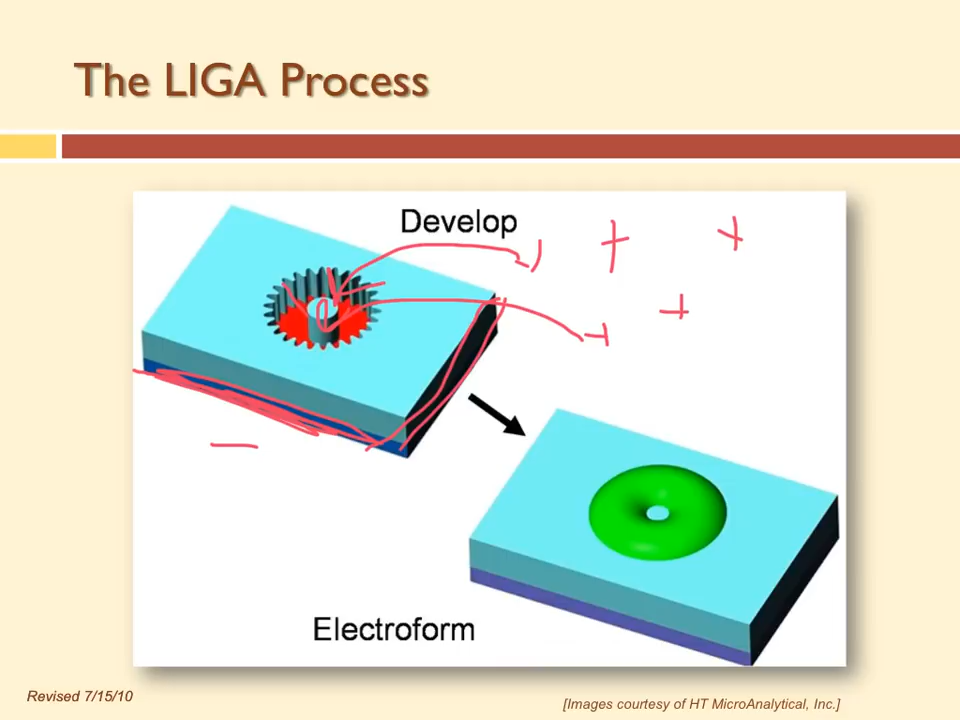 The LIGA Process
Develop
+ +
+
+
−
Electroform
Revised 7/15/10
[Images courtesy of HT MicroAnalytical, Inc.]